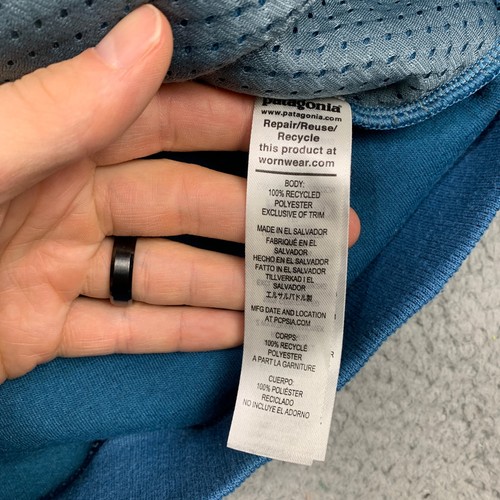 patagonia
www.patagonia.com
Repair/Reuse/
Recycle
this product at
wornwear.com
BODY:
100% RECYCLED
POLYESTER
EXCLUSIVE OF TRIM
MADE IN EL SALVADOR
FABRIQUÉ EN EL
SALVADOR
HECHO EN EL SALVADOR
FATTO IN EL SALVADOR
TILLVERKAD I EL
SALVADOR
エルサルバドル製
MFG DATE AND LOCATION
AT PCPSIA.COM
CORPS:
100% RECYCLÉ
POLYESTER
A PART LA GARNITURE
CUERPO
100% POLIÉSTER
RECICLADO
NO INCLUYE EL ADORNO